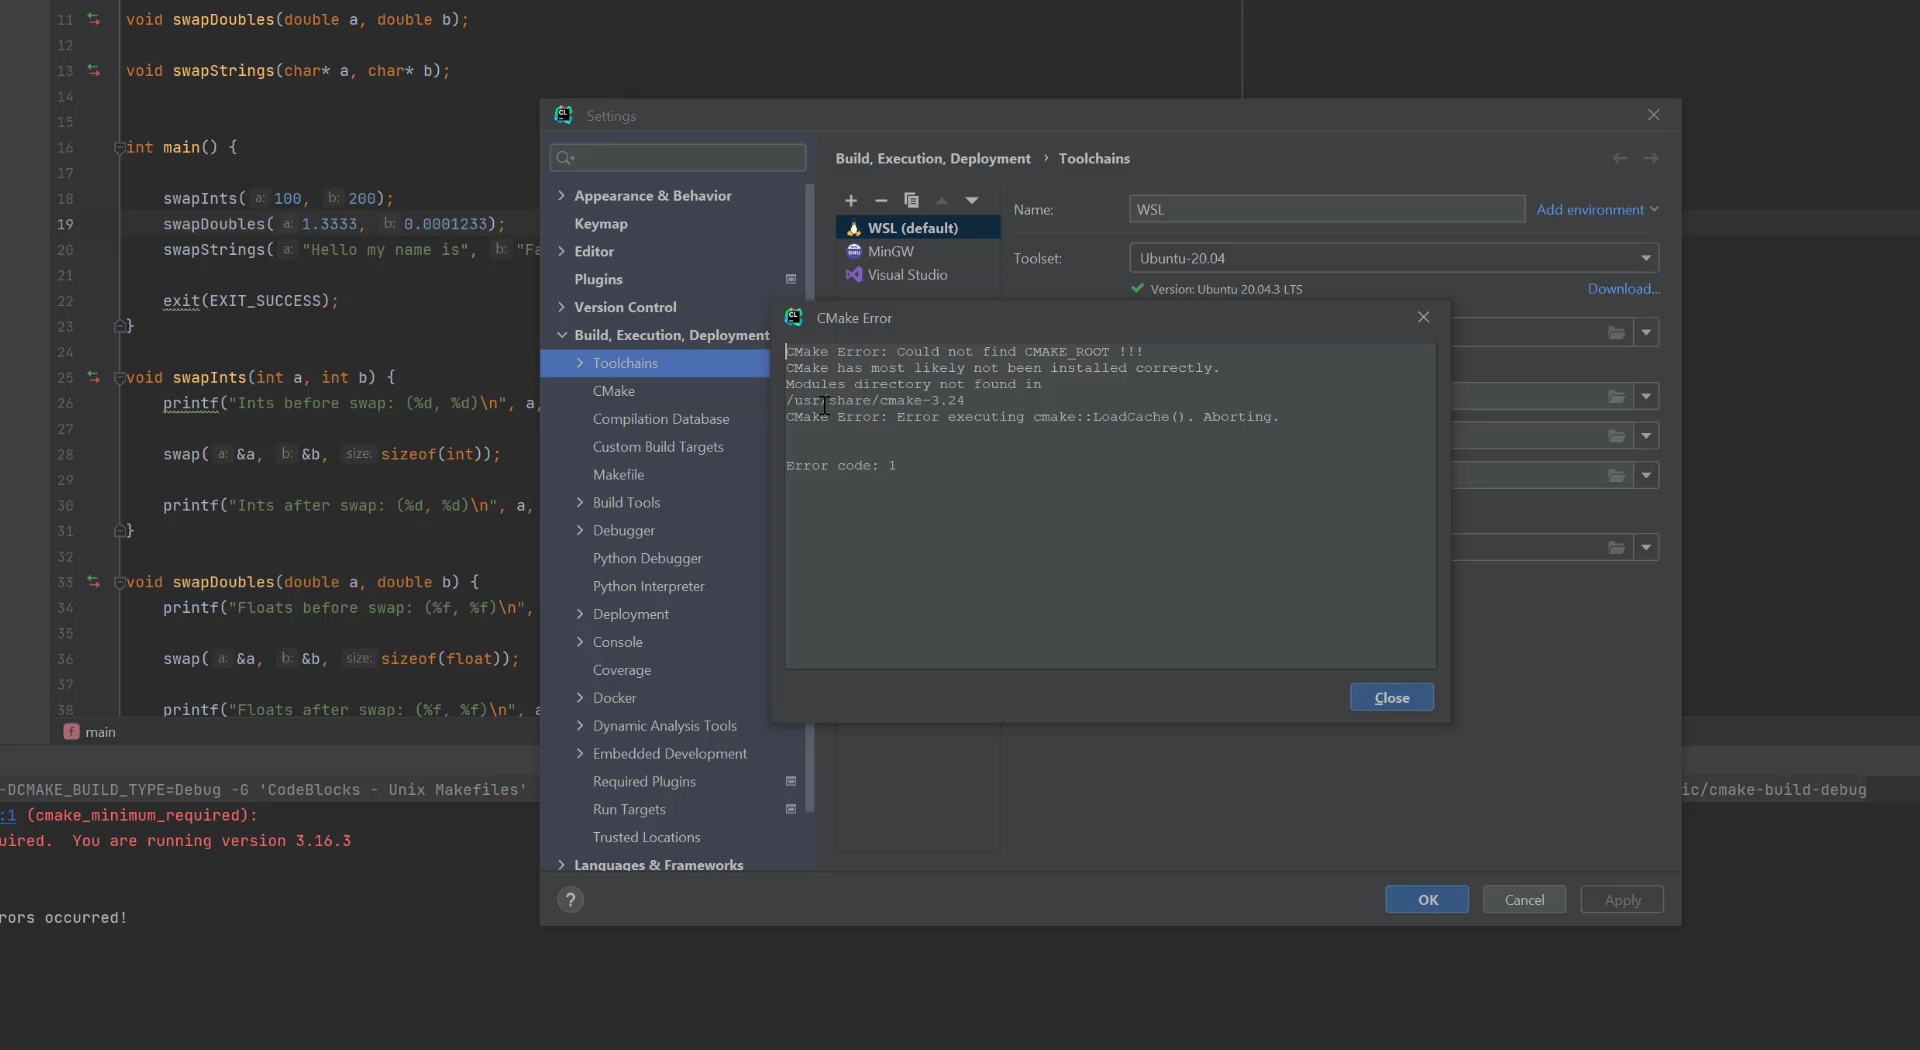 11 void swapDoubles(double a, double b);
12
13 void swapStrings(char* a, char* b);
14
15
16 int main() {
17
18 swapInts( a: 100, b: 200);
19 swapDoubles( a: 1.3333, b: 0.0001233);
20 swapStrings( a: "Hello my name is", b: "Fa
21
22 exit(EXIT_SUCCESS);
23 }
24
25 void swapInts(int a, int b) {
26 printf("Ints before swap: (%d, %d)\n", a,
27
28 swap( a: &a, b: &b, size: sizeof(int));
29
30 printf("Ints after swap: (%d, %d)\n", a,
31 }
32
33 void swapDoubles(double a, double b) {
34 printf("Floats before swap: (%f, %f)\n",
35
36 swap( a: &a, b: &b, size: sizeof(float));
37
38 printf("Floats after swap: (%f, %f)\n", a
f main
-DCMAKE_BUILD_TYPE=Debug -G 'CodeBlocks - Unix Makefiles'
ic/cmake-build-debug
:1 (cmake_minimum_required):
uired. You are running version 3.16.3
rors occurred!
CL Settings
Appearance & Behavior
Keymap
Editor
Plugins
Version Control
Build, Execution, Deployment
Toolchains
CMake
Compilation Database
Custom Build Targets
Makefile
Build Tools
Debugger
Python Debugger
Python Interpreter
Deployment
Console
Coverage
Docker
Dynamic Analysis Tools
Embedded Development
Required Plugins
Run Targets
Trusted Locations
Languages & Frameworks
Build, Execution, Deployment › Toolchains
WSL (default)
MinGW
Visual Studio
Name: WSL Add environment
Toolset: Ubuntu-20.04
Version: Ubuntu 20.04.3 LTS Download...
CL CMake Error
CMake Error: Could not find CMAKE_ROOT !!!
CMake has most likely not been installed correctly.
Modules directory not found in
/usr/share/cmake-3.24
CMake Error: Error executing cmake::LoadCache(). Aborting.
Error code: 1
Close
?
OK Cancel Apply